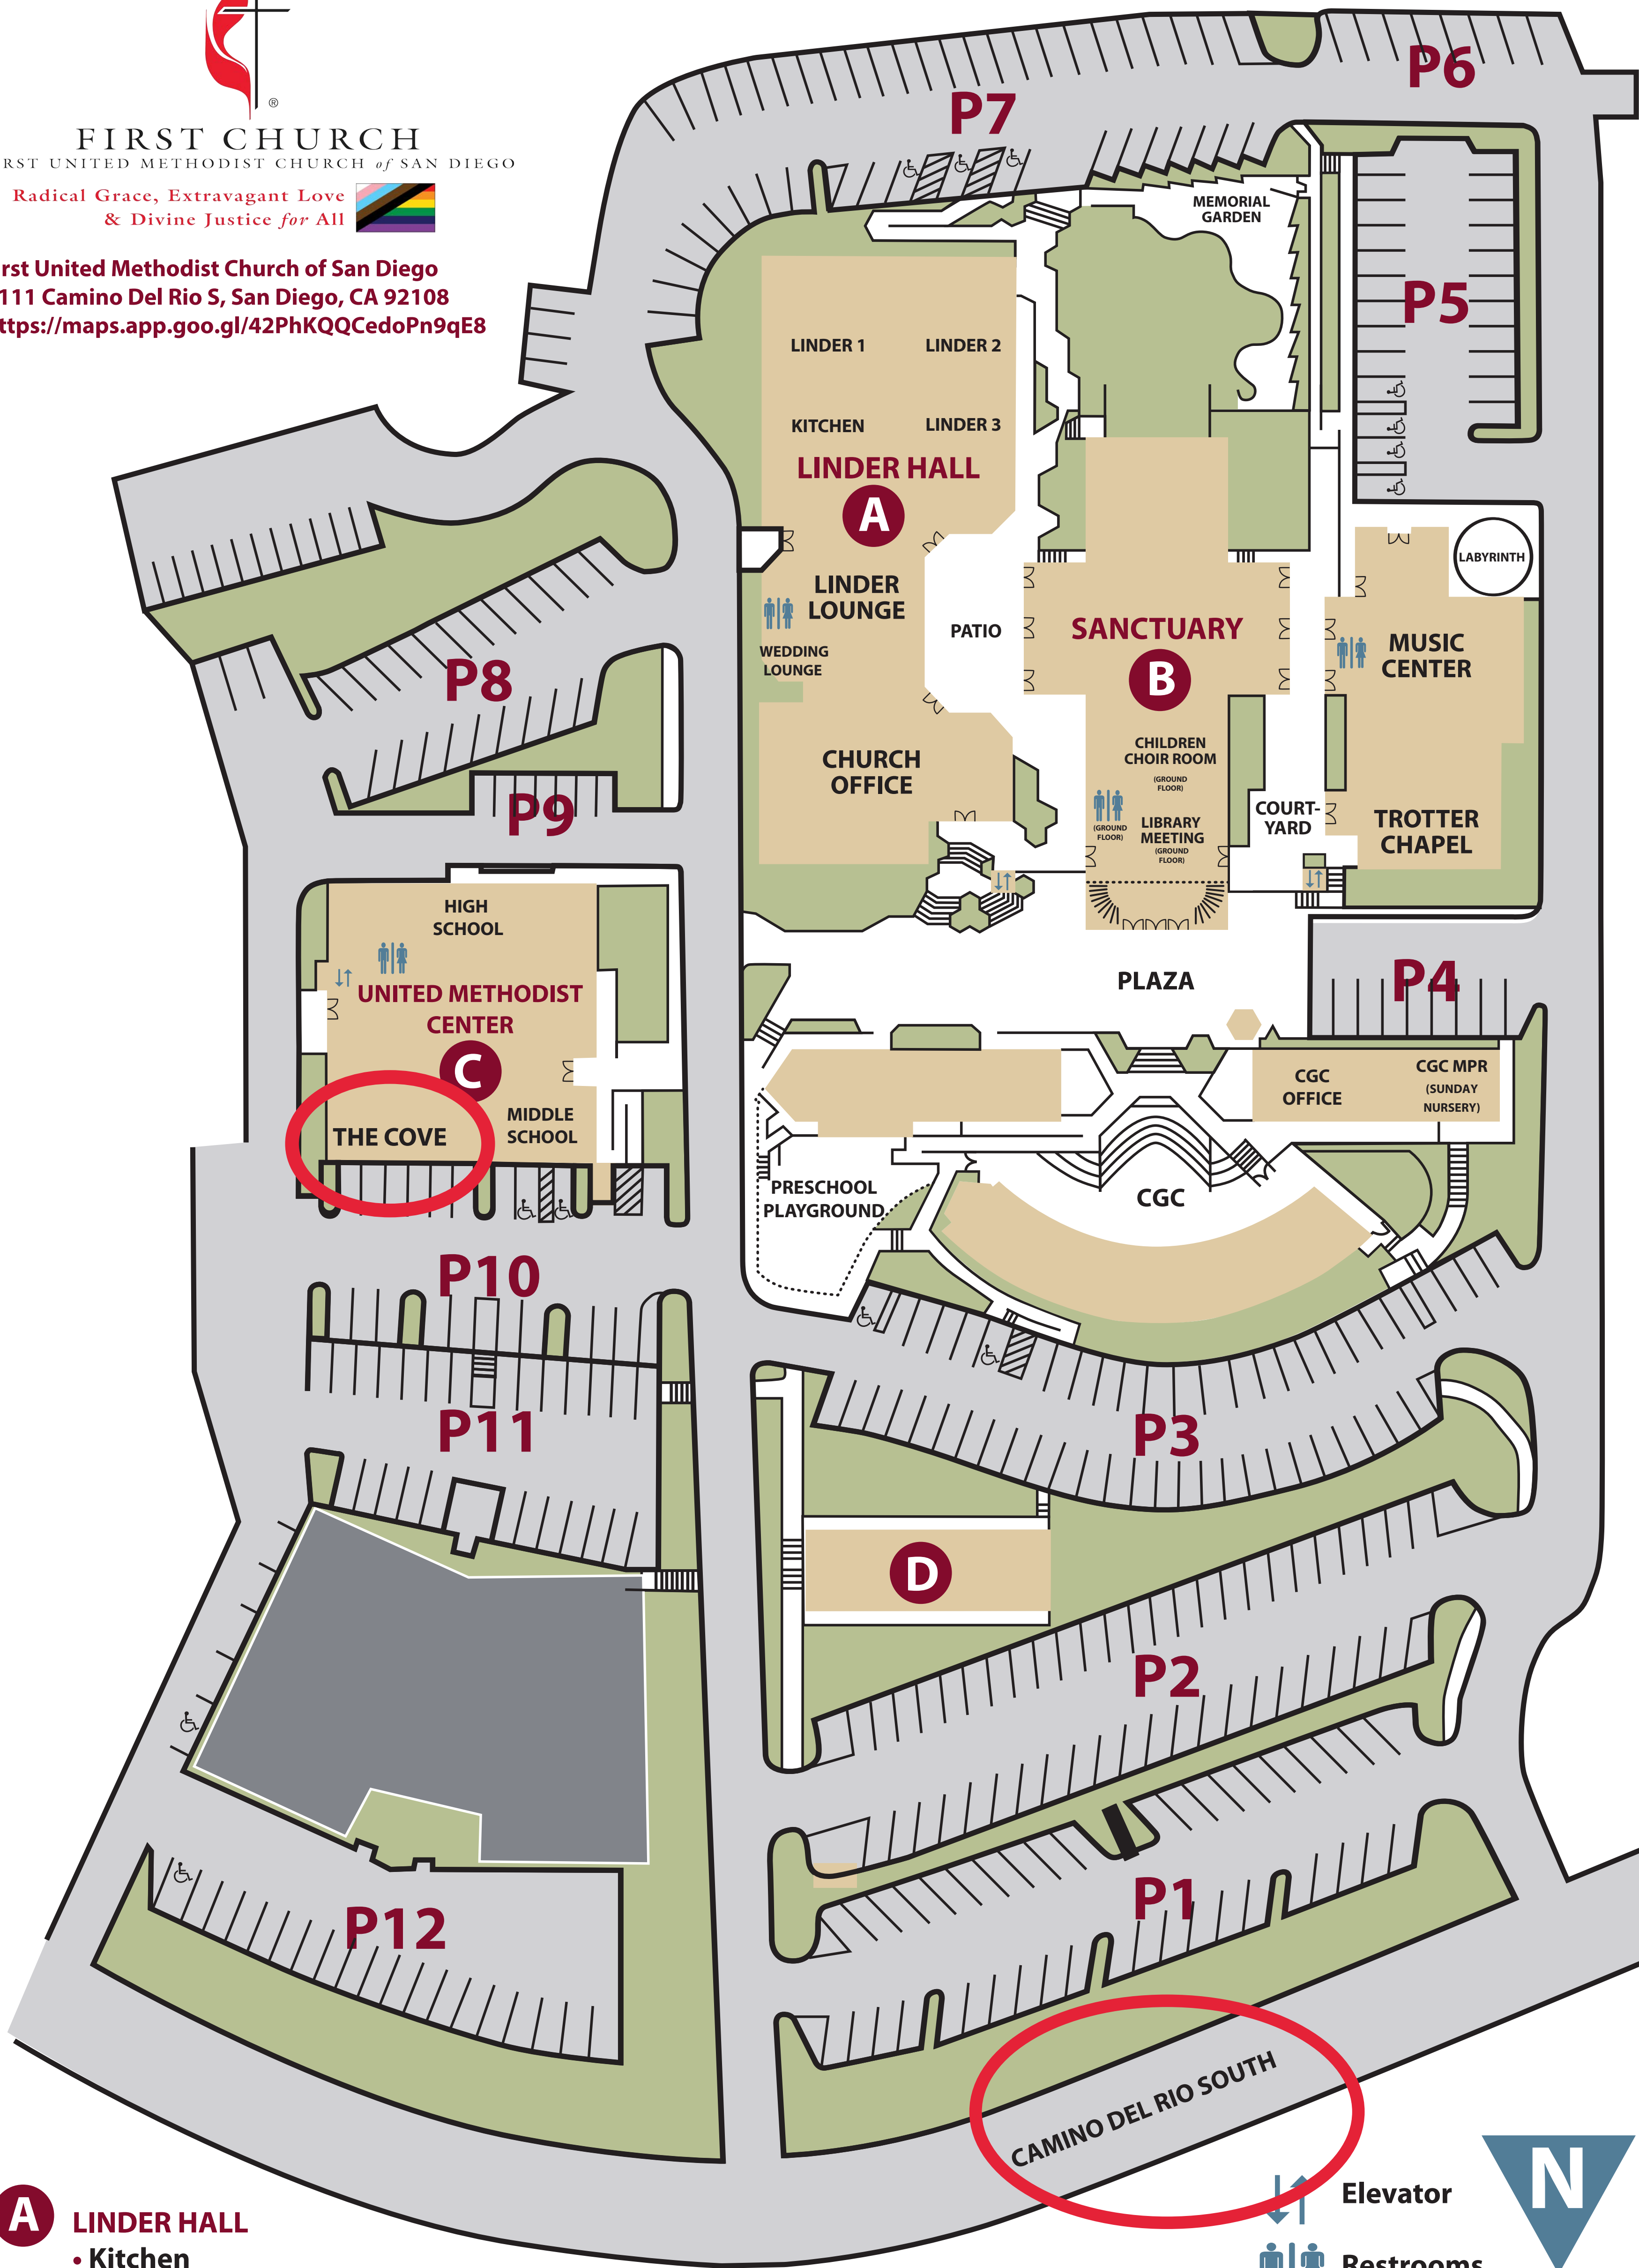 ®
FIRST CHURCH
RST UNITED METHODIST CHURCH of SAN DIEGO
Radical Grace, Extravagant Love
& Divine Justice for All
rst United Methodist Church of San Diego
111 Camino Del Rio S, San Diego, CA 92108
ttps://maps.app.goo.gl/42PhKQQCedoPn9qE8
P6
P7
MEMORIAL
GARDEN
P5
LINDER 1
LINDER 2
KITCHEN
LINDER 3
LINDER HALL
A
LINDER
LOUNGE
WEDDING
LOUNGE
PATIO
SANCTUARY
B
LABYRINTH
MUSIC
CENTER
P8
P9
CHURCH
OFFICE
CHILDREN
CHOIR ROOM
(GROUND
FLOOR)
(GROUND
FLOOR)
LIBRARY
MEETING
(GROUND
FLOOR)
COURT-
YARD
TROTTER
CHAPEL
HIGH
SCHOOL
UNITED METHODIST
CENTER
C
THE COVE
MIDDLE
SCHOOL
PLAZA
P4
CGC
OFFICE
CGC MPR
(SUNDAY
NURSERY)
PRESCHOOL
PLAYGROUND
CGC
P10
P11
P3
D
P2
P1
P12
CAMINO DEL RIO SOUTH
A
LINDER HALL
• Kitchen
Elevator
Restrooms
N